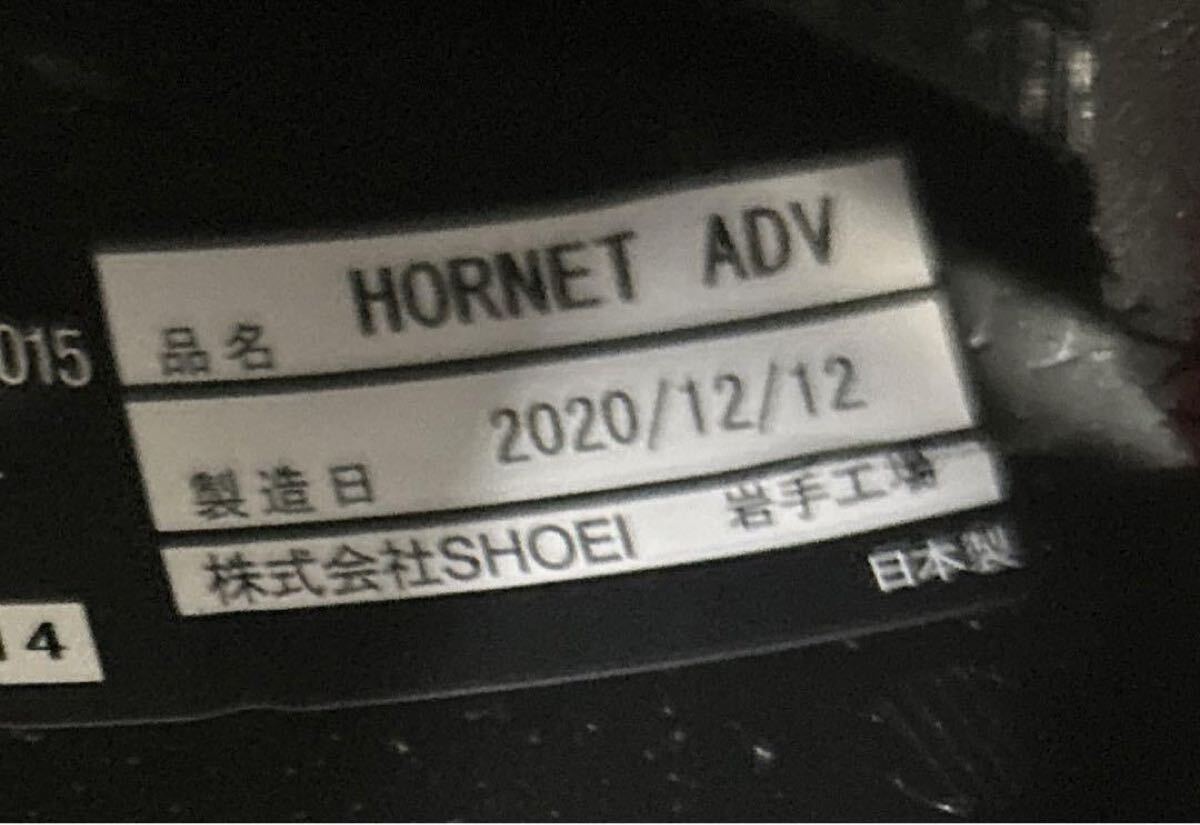 品名 HORNET ADV
015
製造日 2020/12/12
株式会社SHOEI 岩手工場
日本製
14